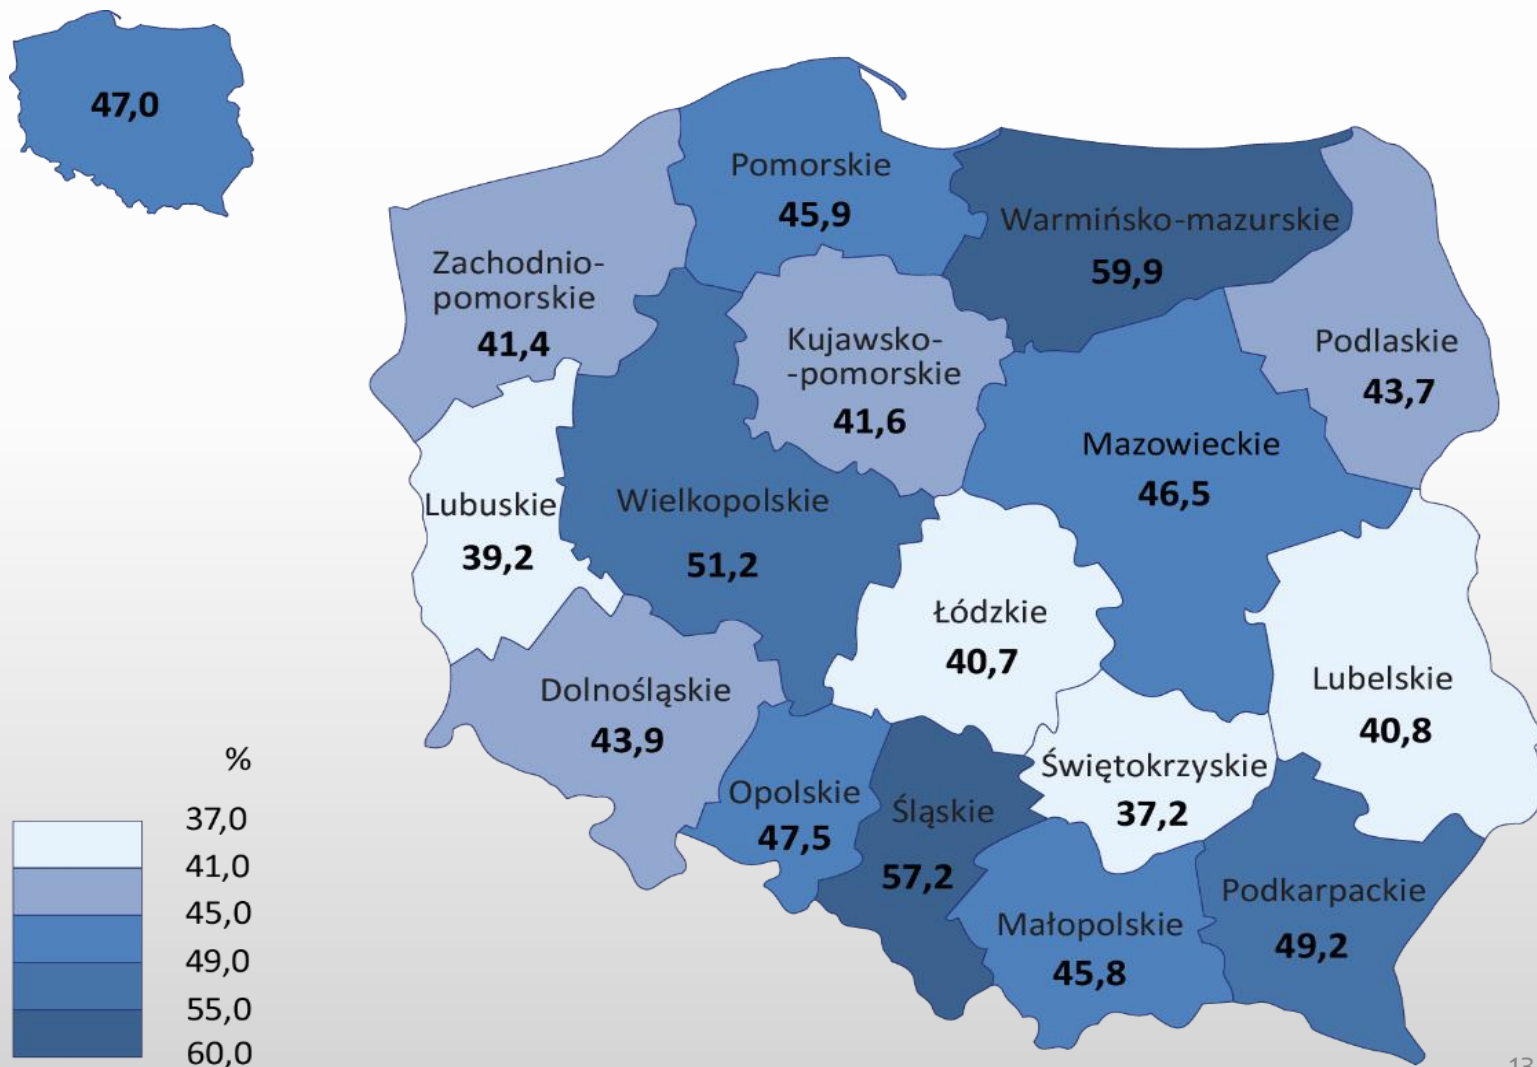 47,0
Pomorskie
45,9
Warmińsko-mazurskie
59,9
Zachodnio-
pomorskie
41,4
Kujawsko-
-pomorskie
41,6
Podlaskie
43,7
Mazowieckie
46,5
Lubuskie
39,2
Wielkopolskie
51,2
Łódzkie
40,7
Lubelskie
40,8
Dolnośląskie
43,9
Świętokrzyskie
37,2
Opolskie
47,5
Śląskie
57,2
Małopolskie
45,8
Podkarpackie
49,2
%
37,0
41,0
45,0
49,0
55,0
60,0
13